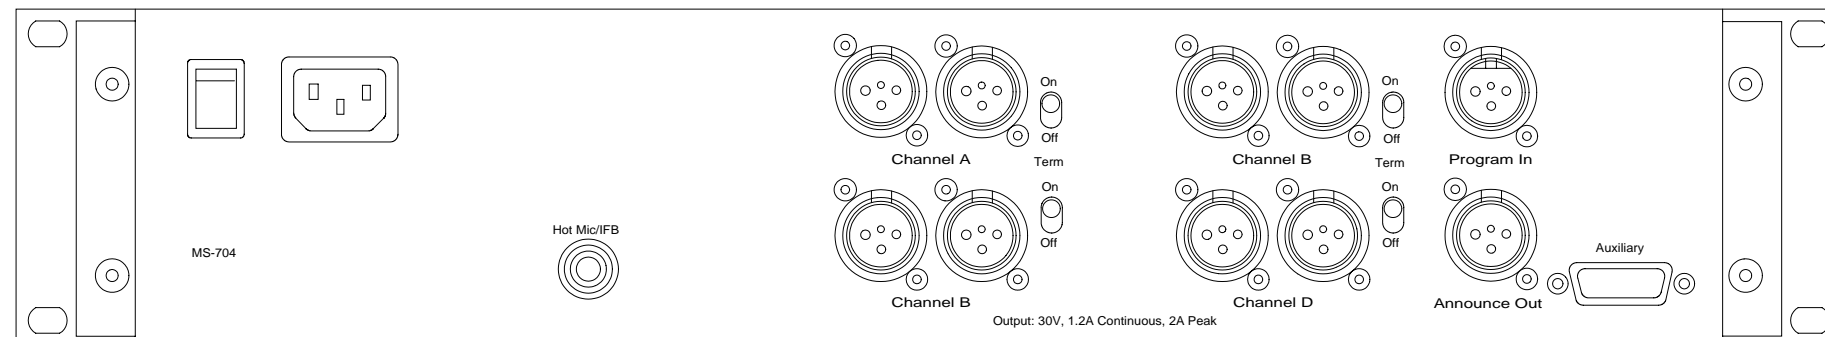 On
On
Off
Off
Channel A
Term
Channel B
Term
Program In
On
On
Hot Mic/IFB
Off
Off
MS-704
Auxiliary
Channel B
Channel D
Announce Out
Output: 30V, 1.2A Continuous, 2A Peak